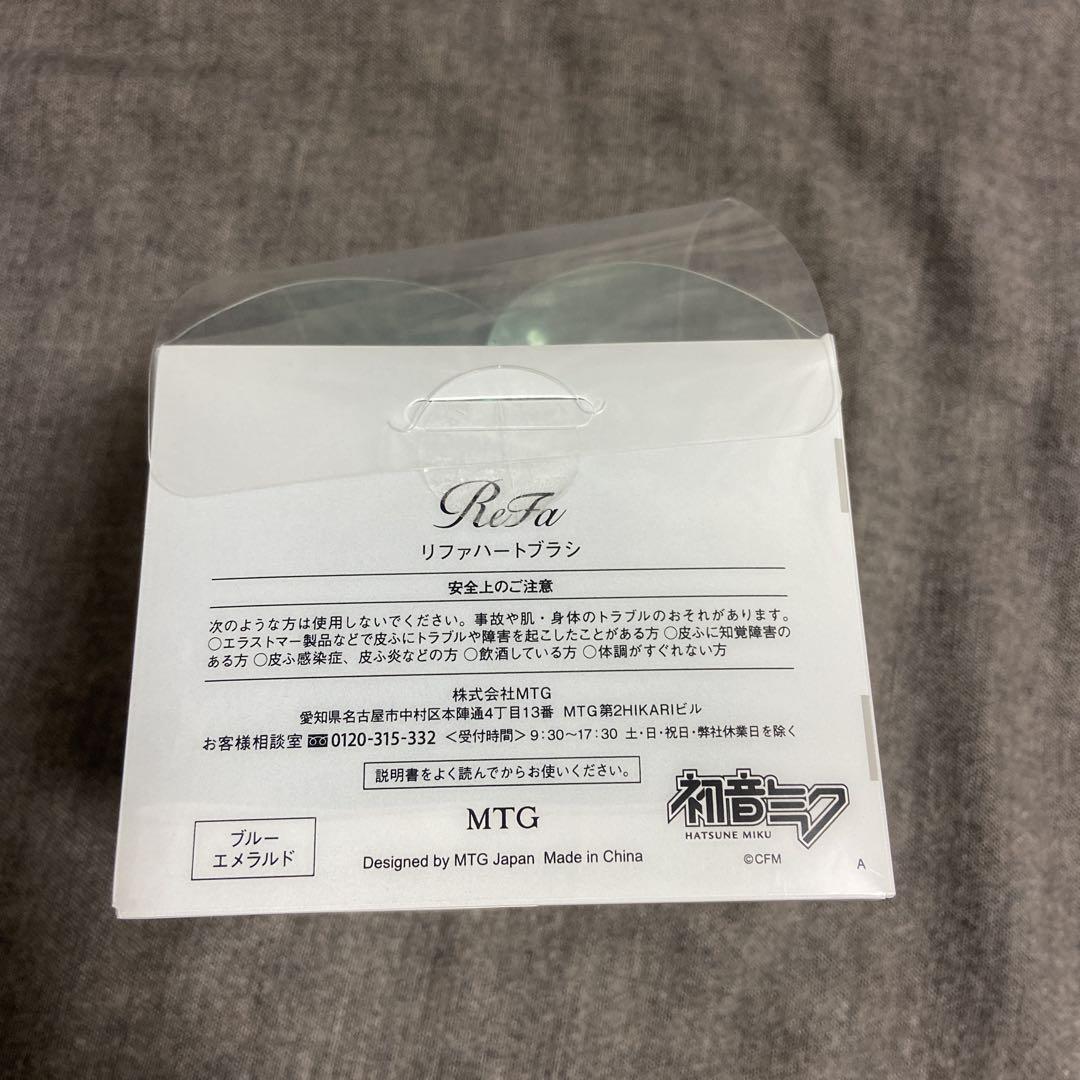 ReFa
リファハートブラシ
安全上のご注意
次のような方は使用しないでください。事故や肌・身体のトラブルのおそれがあります。
○エラストマー製品などで皮ふにトラブルや障害を起こしたことがある方 ○皮ふに知覚障害の
ある方 ○皮ふ感染症、皮ふ炎などの方 ○飲酒している方 ○体調がすぐれない方
株式会社MTG
愛知県名古屋市中村区本陣通4丁目13番 MTG第2HIKARIビル
お客様相談室 0120-315-332 <受付時間>9:30~17:30 土・日・祝日・弊社休業日を除く
説明書をよく読んでからお使いください。
MTG
初音ミク
HATSUNE MIKU
ブルー
エメラルド
Designed by MTG Japan Made in China
©CFM
A